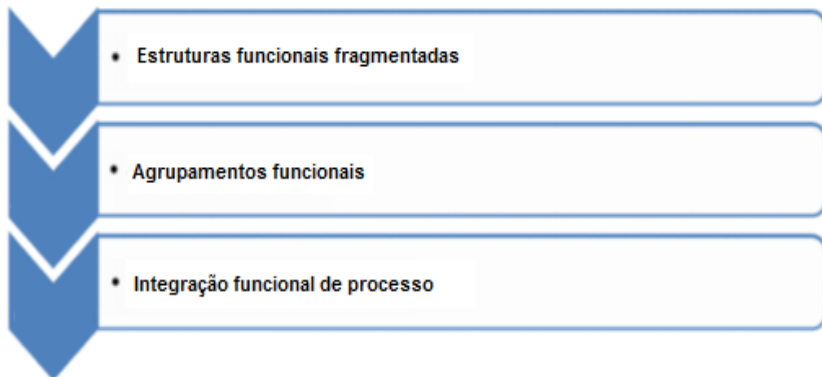 • Estruturas funcionais fragmentadas
• Agrupamentos funcionais
• Integração funcional de processo